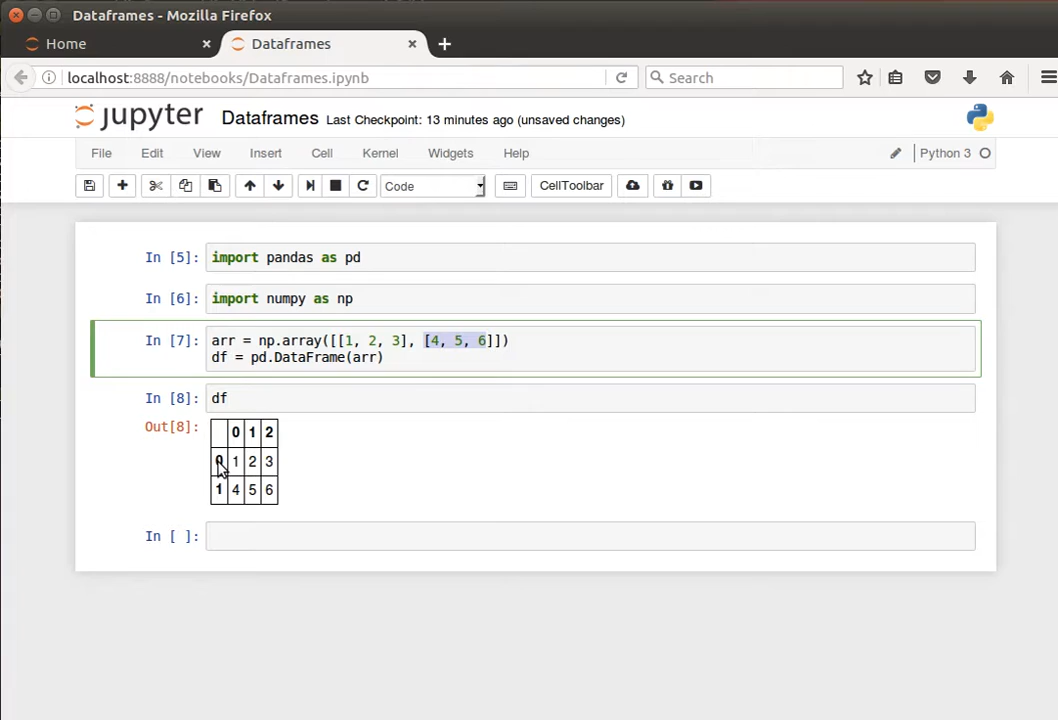 Dataframes - Mozilla Firefox
Home
Dataframes
localhost:8888/notebooks/Dataframes.ipynb
Search
jupyter Dataframes Last Checkpoint: 13 minutes ago (unsaved changes)
File Edit View Insert Cell Kernel Widgets Help Python 3
Code CellToolbar
In [5]: import pandas as pd
In [6]: import numpy as np
In [7]: arr = np.array([[1, 2, 3], [4, 5, 6]])
df = pd.DataFrame(arr)
In [8]: df
Out[8]:
0 1 2
0 1 2 3
1 4 5 6
In [ ]: